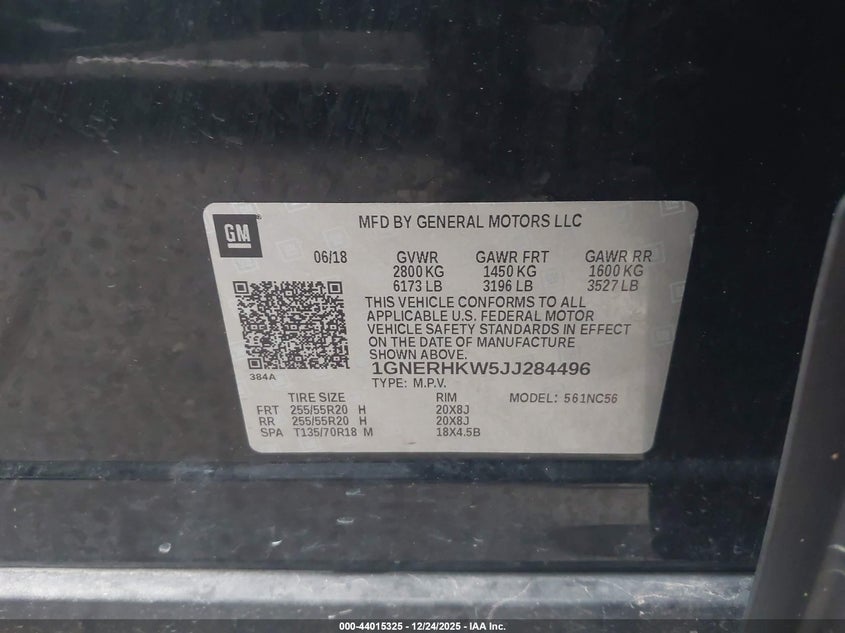 GM
MFD BY GENERAL MOTORS LLC
06/18 GVWR GAWR FRT GAWR RR
2800 KG 1450 KG 1600 KG
6173 LB 3196 LB 3527 LB
THIS VEHICLE CONFORMS TO ALL
APPLICABLE U.S. FEDERAL MOTOR
VEHICLE SAFETY STANDARDS IN EFFECT
ON THE DATE OF MANUFACTURE
SHOWN ABOVE.
384A
1GNERHKW5JJ284496
TYPE: M.P.V.
TIRE SIZE RIM MODEL: 561NC56
FRT 255/55R20 H 20X8J
RR 255/55R20 H 20X8J
SPA T135/70R18 M 18X4.5B
000-44015325 - 12/24/2025 - IAA Inc.